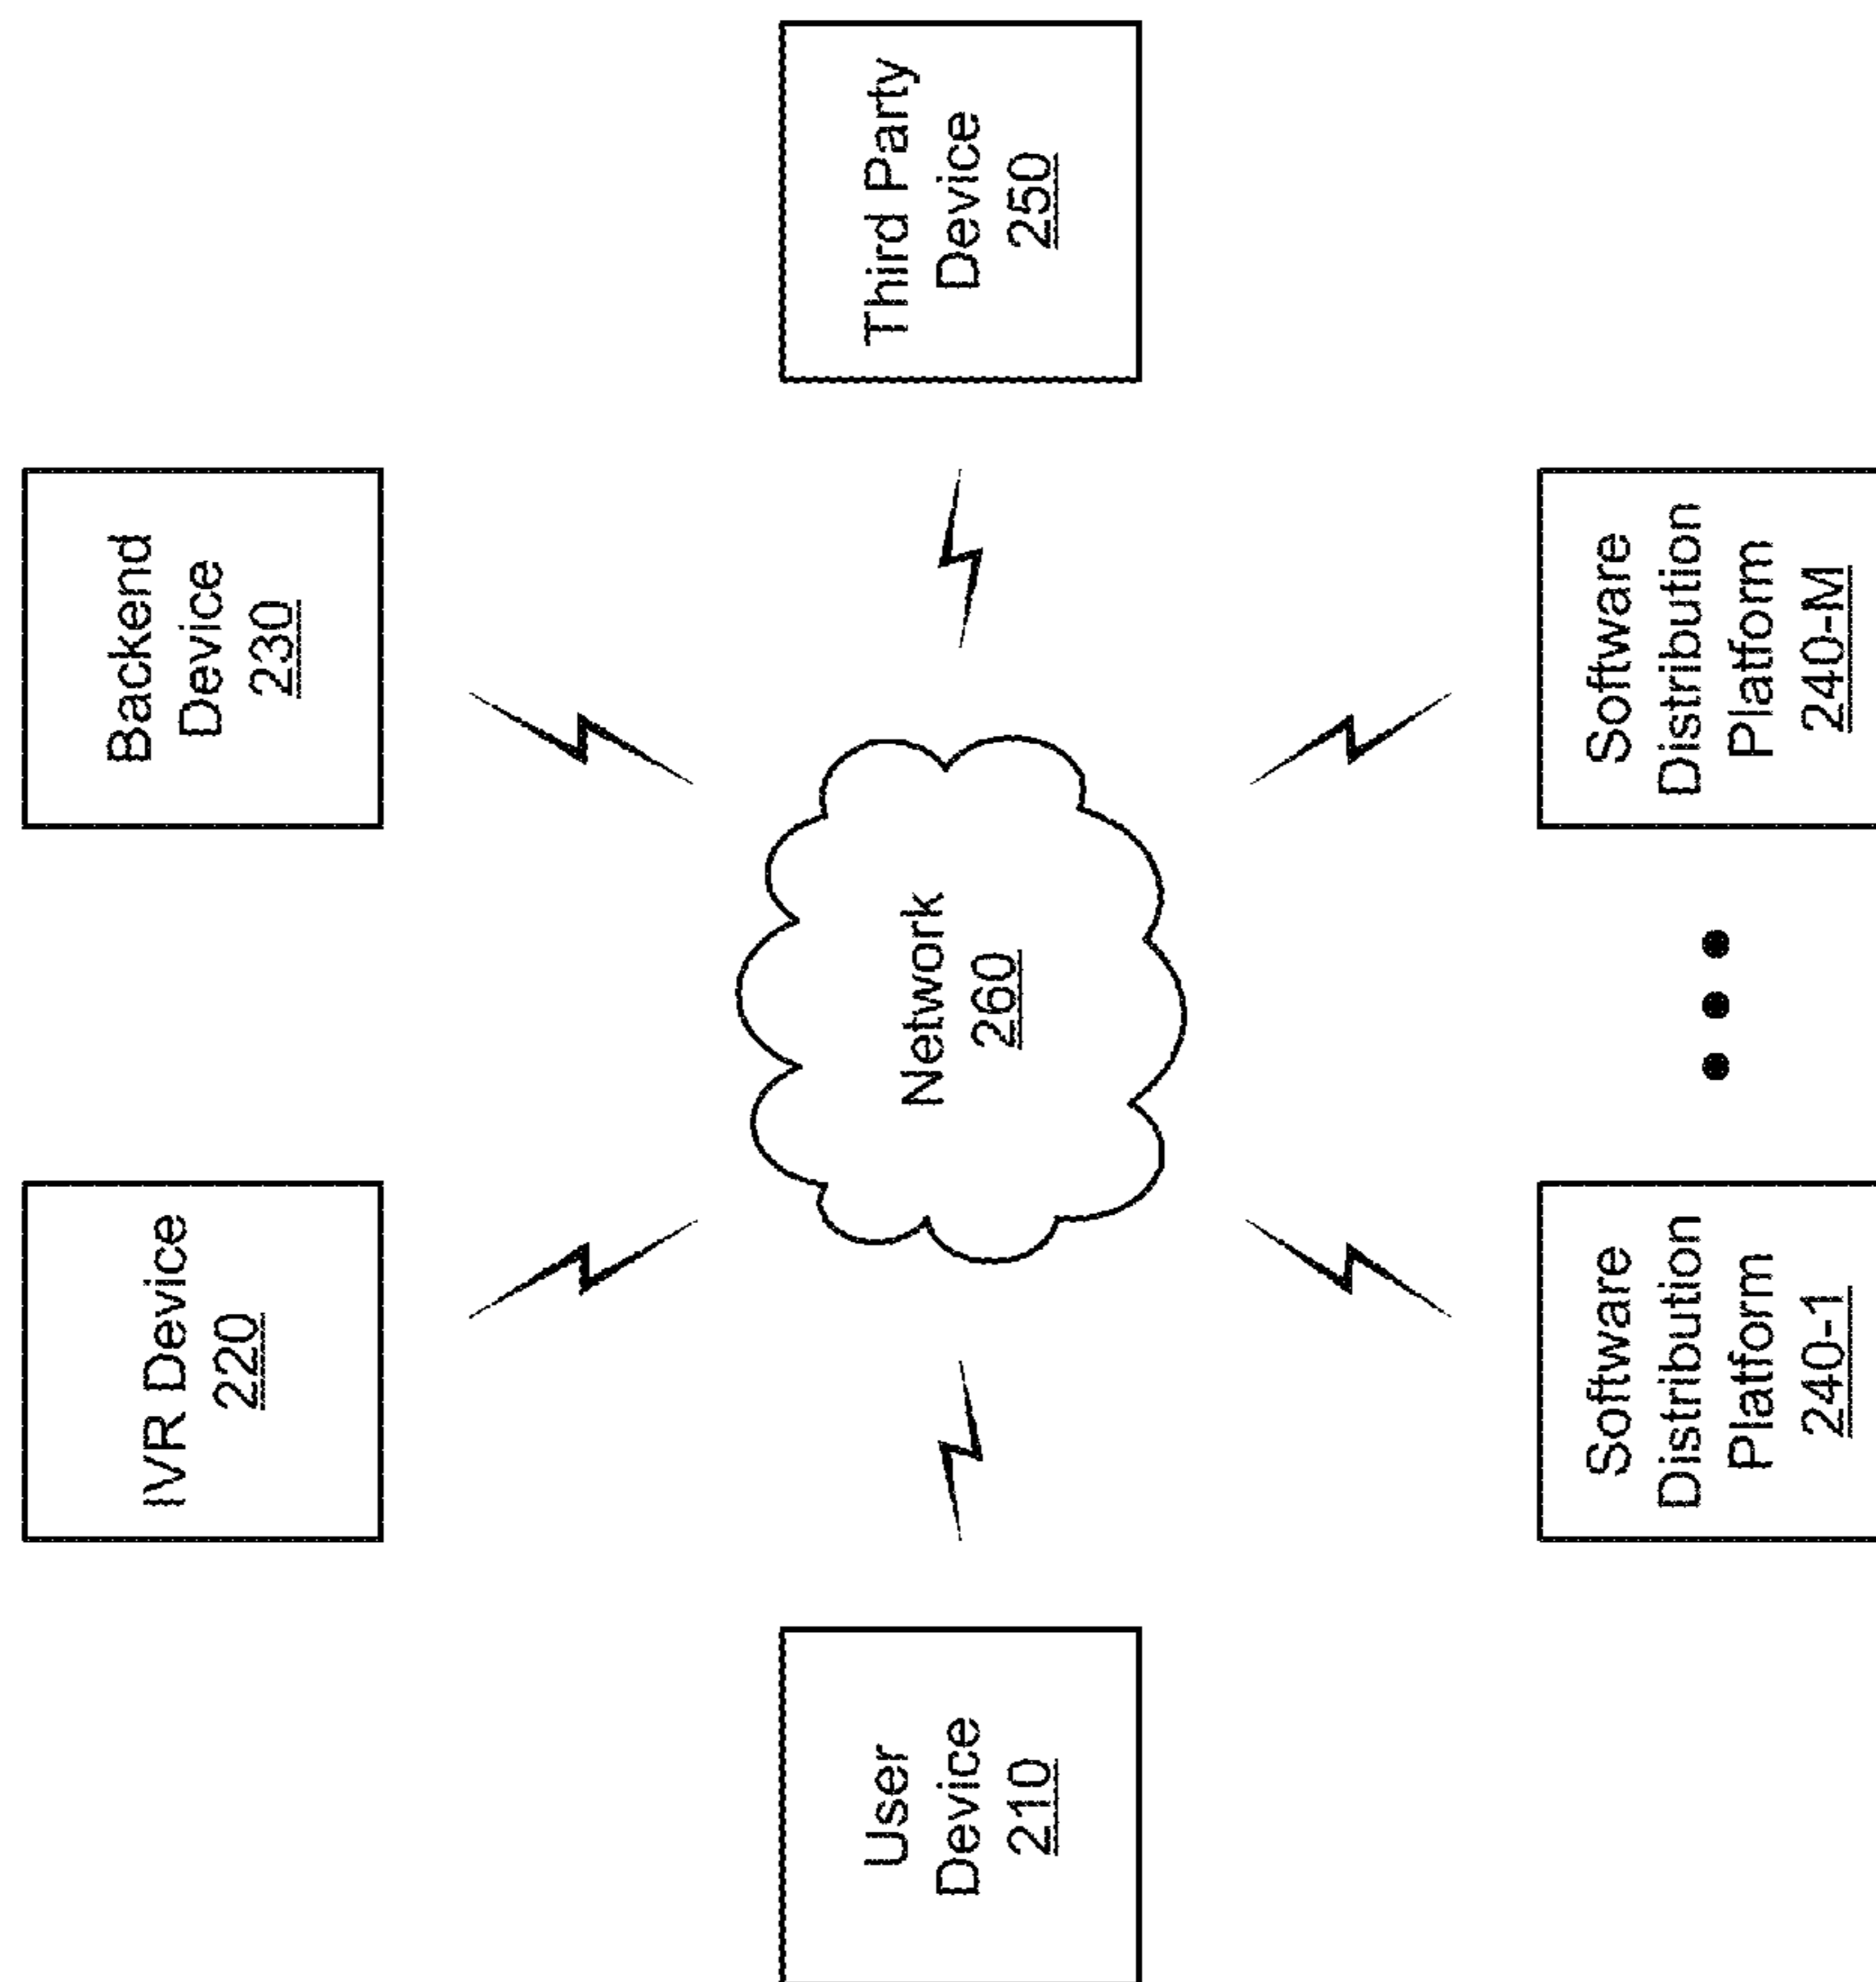 IVR Device
220
Backend
Device
230
User
Device
210
Network
260
Third Party
Device
250
Software
Distribution
Platform
240-1
Software
Distribution
Platform
240-M